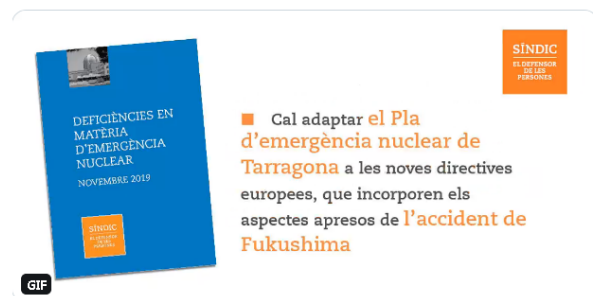 DEFICIÈNCIES EN
MATÈRIA
D'EMERGÈNCIA
NUCLEAR
NOVEMBRE 2019
SÍNDIC
SÍNDIC
EL DEFENSOR
DE LES
PERSONES
Cal adaptar el Pla
d'emergència nuclear de
Tarragona a les noves directives
europees, que incorporen els
aspectes apresos de l'accident de
Fukushima
GIF